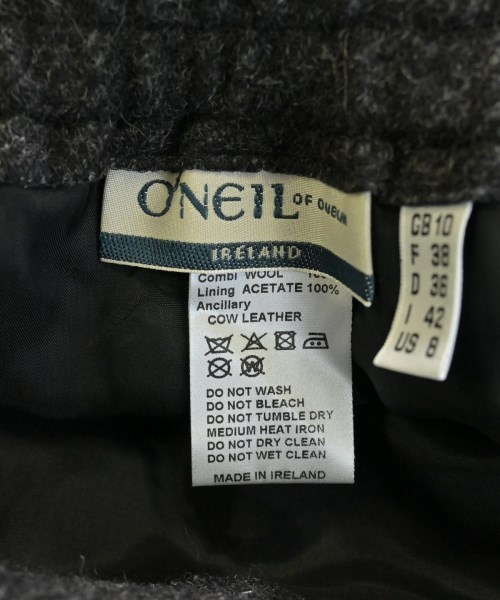 O'NEIL OF DUBLIN
IRELAND
GB 10
F 38
D 36
I 42
US 8
Combi WOOL
Lining ACETATE 100%
Ancillary
COW LEATHER
W
DO NOT WASH
DO NOT BLEACH
DO NOT TUMBLE DRY
MEDIUM HEAT IRON
DO NOT DRY CLEAN
DO NOT WET CLEAN
MADE IN IRELAND